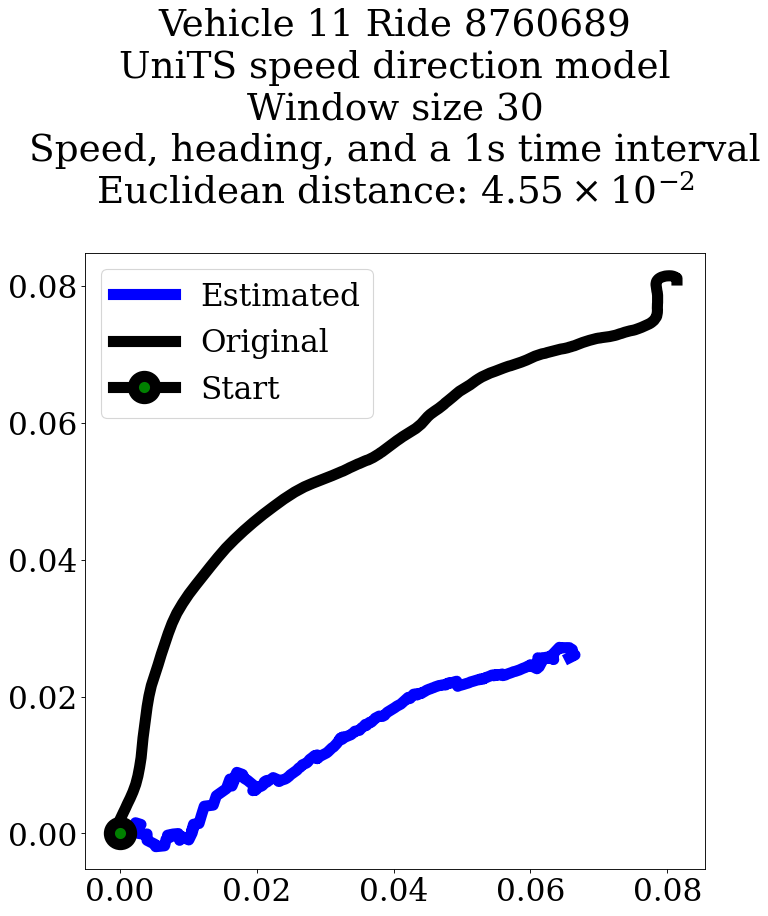 Vehicle 11 Ride 8760689
UniTS speed direction model
Window size 30
Speed, heading, and a 1s time interval
Euclidean distance: 4.55 × 10⁻²
Estimated
Original
Start
0.08
0.06
0.04
0.02
0.00
0.00 0.02 0.04 0.06 0.08